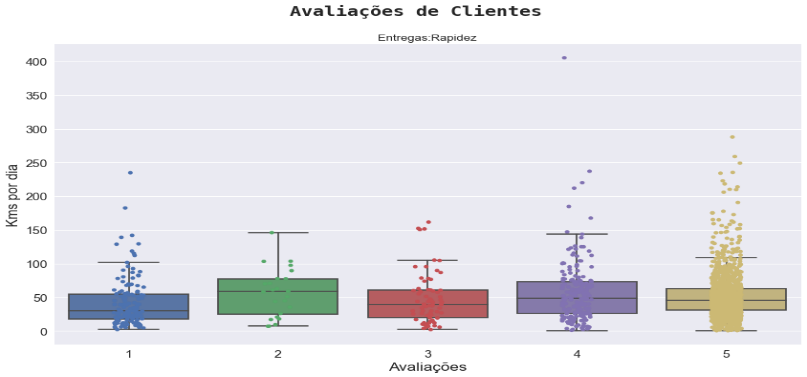 Avaliações de Clientes
Entregas:Rapidez
400
350
300
250
200
150
100
50
0
Kms por dia
1 2 3 4 5
Avaliações